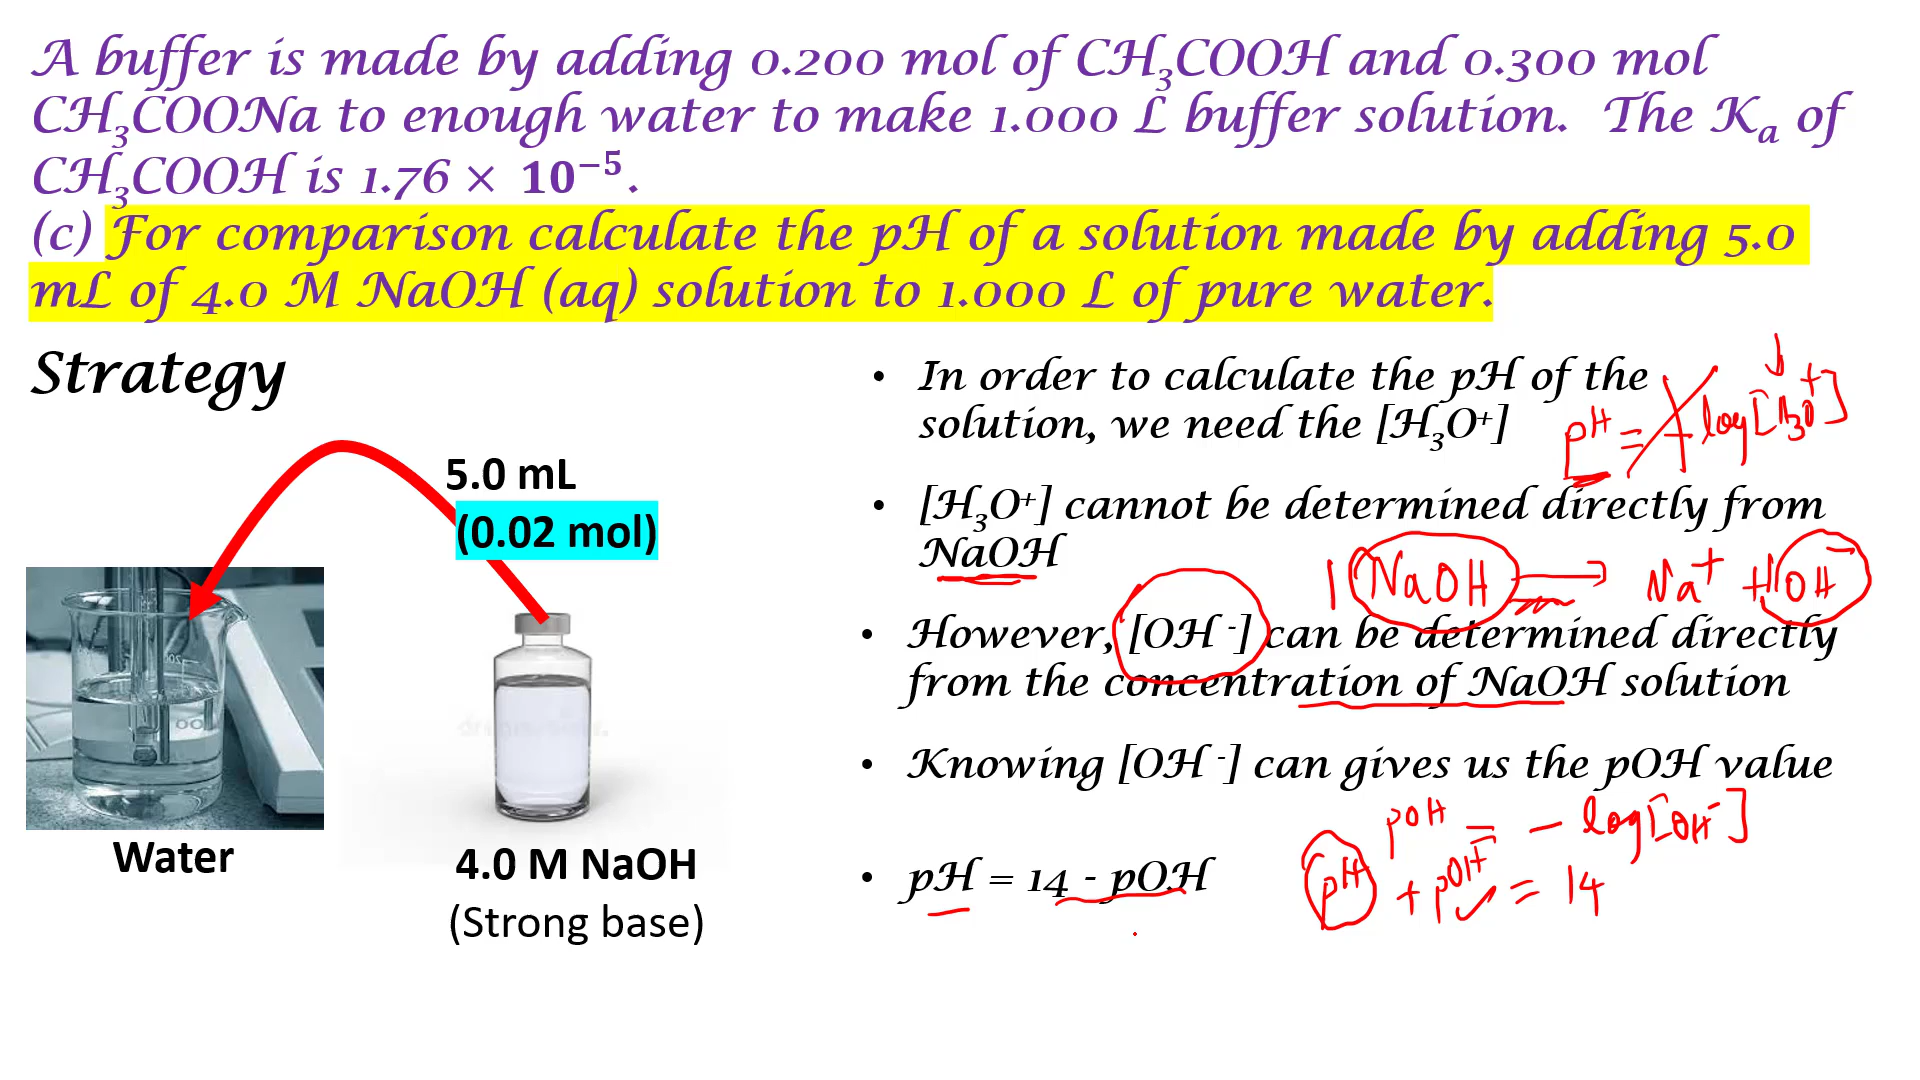 A buffer is made by adding 0.200 mol of CH₃COOH and 0.300 mol
CH₃COONa to enough water to make 1.000 L buffer solution. The Kₐ of
CH₃COOH is 1.76 × 10⁻⁵.
(c) For comparison calculate the pH of a solution made by adding 5.0
mL of 4.0 M NaOH (aq) solution to 1.000 L of pure water.
Strategy
5.0 mL
(0.02 mol)
Water
4.0 M NaOH
(Strong base)
• In order to calculate the pH of the
solution, we need the [H₃O⁺]
pH = - log[H₃O⁺]
• [H₃O⁺] cannot be determined directly from
NaOH
1 NaOH → Na⁺ + 1 OH⁻
• However, [OH⁻] can be determined directly
from the concentration of NaOH solution
• Knowing [OH⁻] can gives us the pOH value
pOH = - log[OH⁻]
• pH = 14 - pOH
pH + pOH = 14